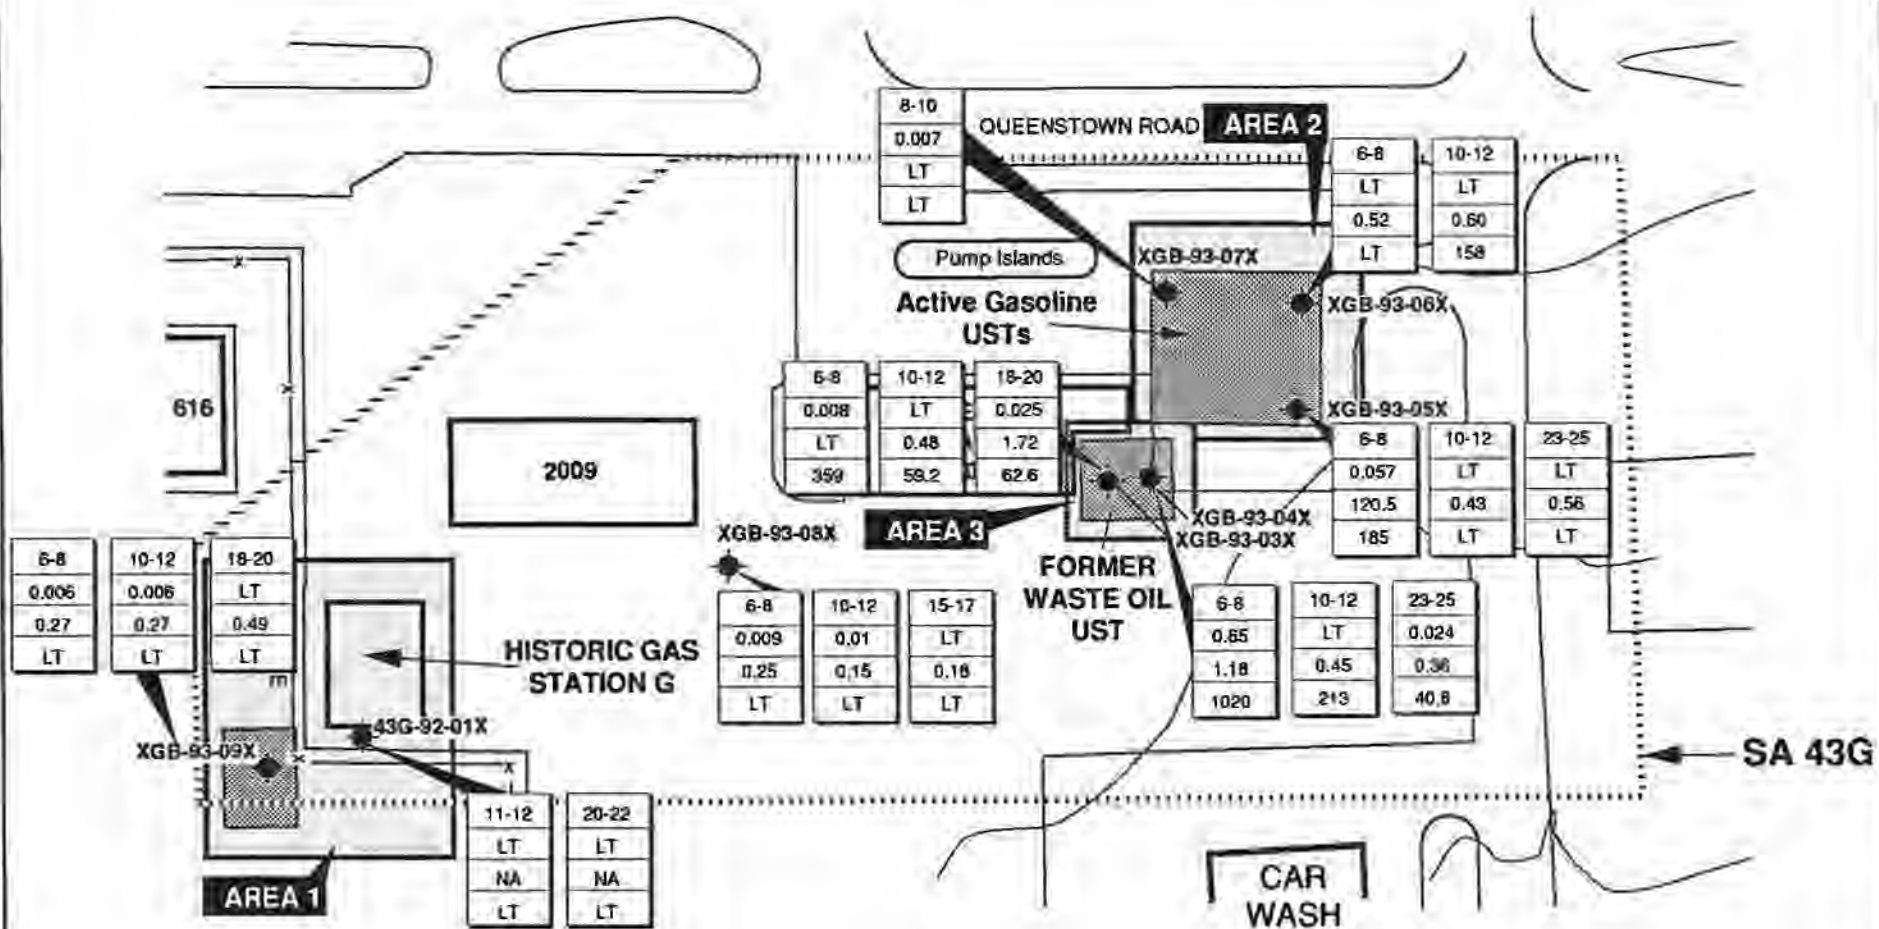 8-10
0.007
LT
LT
QUEENSTOWN ROAD
AREA 2
6-8
LT
0.52
LT
10-12
LT
0.60
158
Pump Islands
XGB-93-07X
Active Gasoline
USTs
XGB-93-06X
XGB-93-05X
616
2009
6-8
0.008
LT
359
10-12
LT
0.48
59.2
18-20
0.025
1.72
62.6
6-8
0.057
120.5
185
10-12
LT
0.43
LT
23-25
LT
0.56
LT
AREA 3
XGB-93-04X
XGB-93-03X
XGB-93-08X
FORMER
WASTE OIL
UST
6-8
0.006
0.27
LT
10-12
0.006
0.27
LT
18-20
LT
0.49
LT
m
HISTORIC GAS
STATION G
6-8
0.009
0.25
LT
10-12
0.01
0.15
LT
15-17
LT
0.18
LT
6-8
0.65
1.18
1020
10-12
LT
0.45
213
23-25
0.024
0.36
40.8
43G-92-01X
XGB-93-09X
SA 43G
11-12
LT
NA
LT
20-22
LT
NA
LT
AREA 1
CAR
WASH